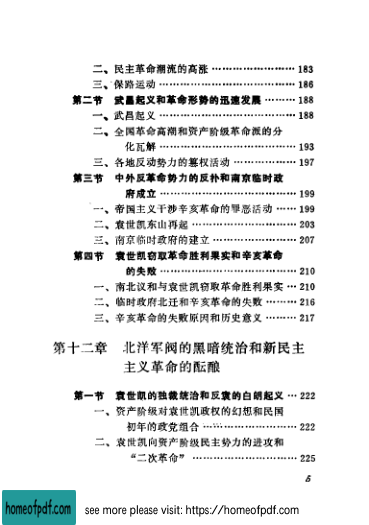 二、民主革命潮流的高涨 ………………… 183
三、保路运动 ………………………………… 186
第二节 武昌起义和革命形势的迅速发展 ……… 188
一、武昌起义 ………………………………… 188
二、全国革命高潮和资产阶级革命派的分
化瓦解 ………………………………… 193
三、各地反动势力的篡权活动 ……………… 197
第三节 中外反革命势力的反扑和南京临时政
府成立 ………………………………… 199
一、帝国主义干涉辛亥革命的罪恶活动 …… 199
二、袁世凯东山再起 ………………………… 203
三、南京临时政府的建立 …………………… 207
第四节 袁世凯窃取革命胜利果实和辛亥革命
的失败 ………………………………… 210
一、南北议和与袁世凯窃取革命胜利果实 … 210
二、临时政府北迁和辛亥革命的失败 ……… 216
三、辛亥革命的失败原因和历史意义 ……… 217
第十二章 北洋军阀的黑暗统治和新民主
主义革命的酝酿
第一节 袁世凯的独裁统治和反袁的白朗起义 … 222
一、资产阶级对袁世凯政权的幻想和民国
初年的政党组合 ……………………… 222
二、袁世凯向资产阶级民主势力的进攻和
“二次革命” ………………………… 225
5
homeofpdf.com
see more please visit: https://homeofpdf.com